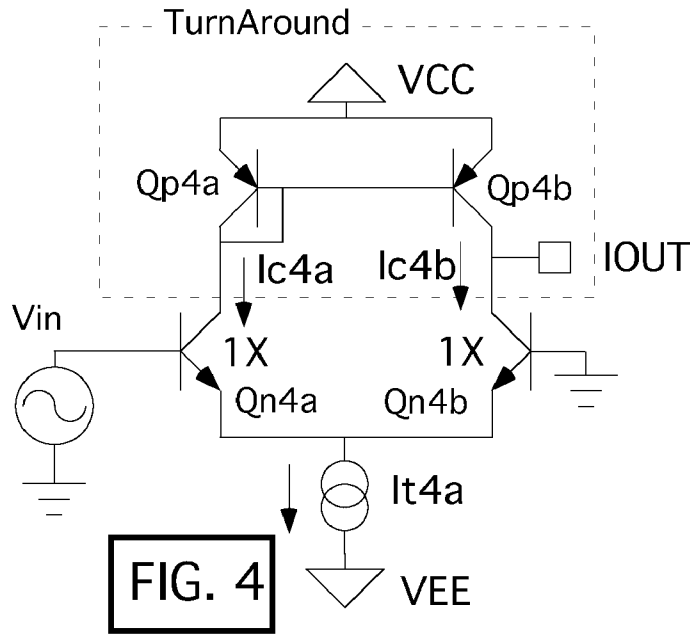 TurnAround
VCC
Qp4a
Qp4b
Ic4a
Ic4b
IOUT
Vin
1X
1X
Qn4a
Qn4b
It4a
FIG. 4
VEE